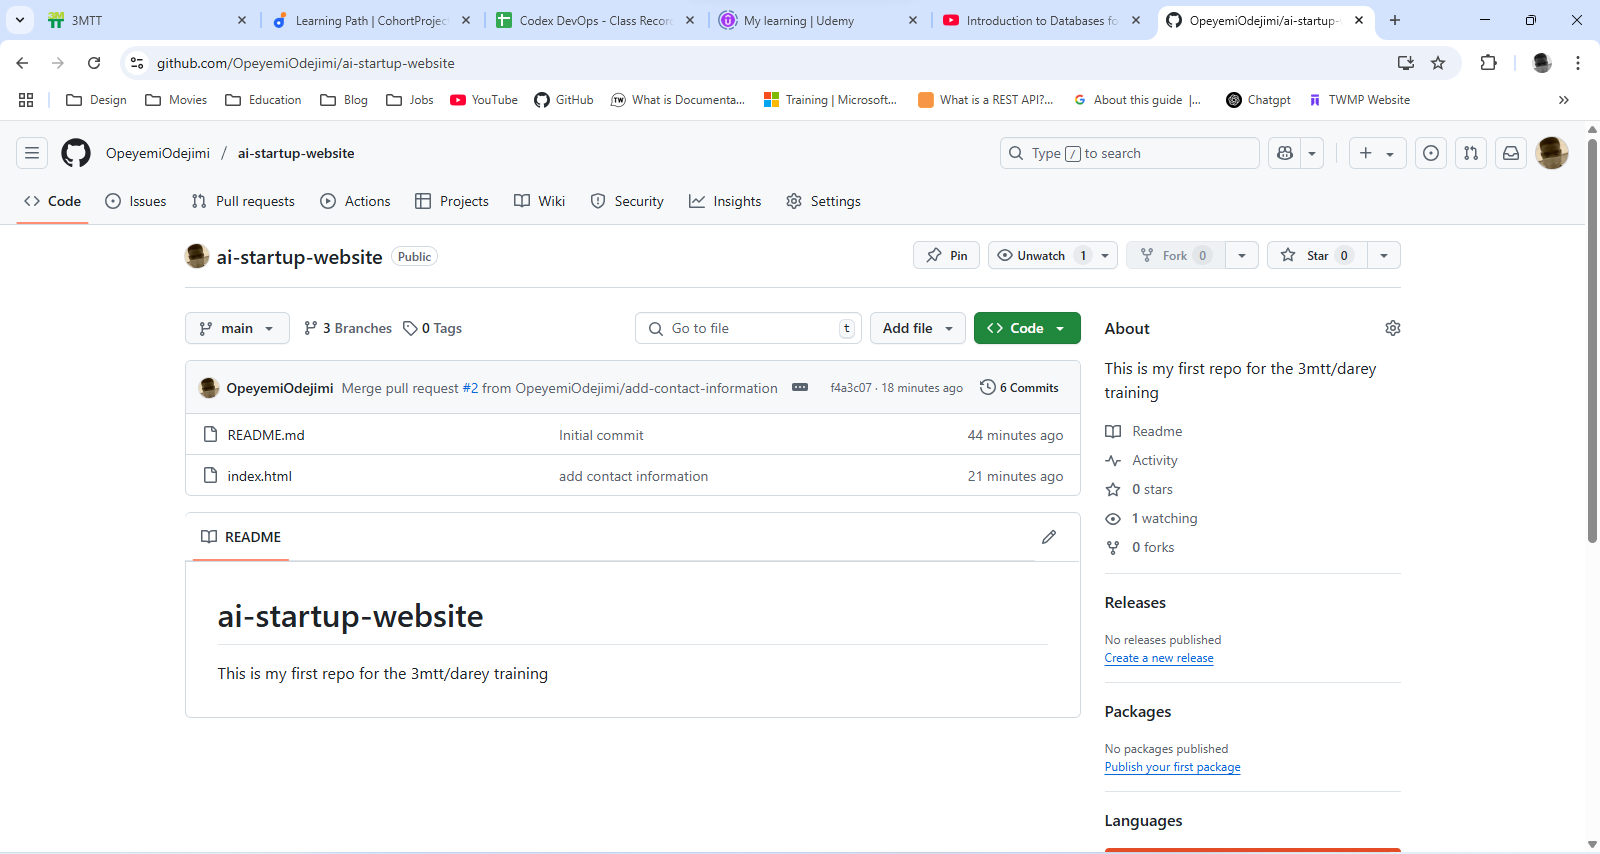 3MTT
Learning Path | CohortProjec
Codex DevOps - Class Recor
My learning | Udemy
Introduction to Databases fo
OpeyemiOdejimi/ai-startup-
github.com/OpeyemiOdejimi/ai-startup-website
Design
Movies
Education
Blog
Jobs
YouTube
GitHub
What is Documenta...
Training | Microsoft...
What is a REST API?...
About this guide |...
Chatgpt
TWMP Website
OpeyemiOdejimi / ai-startup-website
Type / to search
Code
Issues
Pull requests
Actions
Projects
Wiki
Security
Insights
Settings
ai-startup-website Public
Pin
Unwatch 1
Fork 0
Star 0
main
3 Branches
0 Tags
Go to file t
Add file
Code
OpeyemiOdejimi Merge pull request #2 from OpeyemiOdejimi/add-contact-information f4a3c07 · 18 minutes ago 6 Commits
README.md Initial commit 44 minutes ago
index.html add contact information 21 minutes ago
README
ai-startup-website
This is my first repo for the 3mtt/darey training
About
This is my first repo for the 3mtt/darey
training
Readme
Activity
0 stars
1 watching
0 forks
Releases
No releases published
Create a new release
Packages
No packages published
Publish your first package
Languages